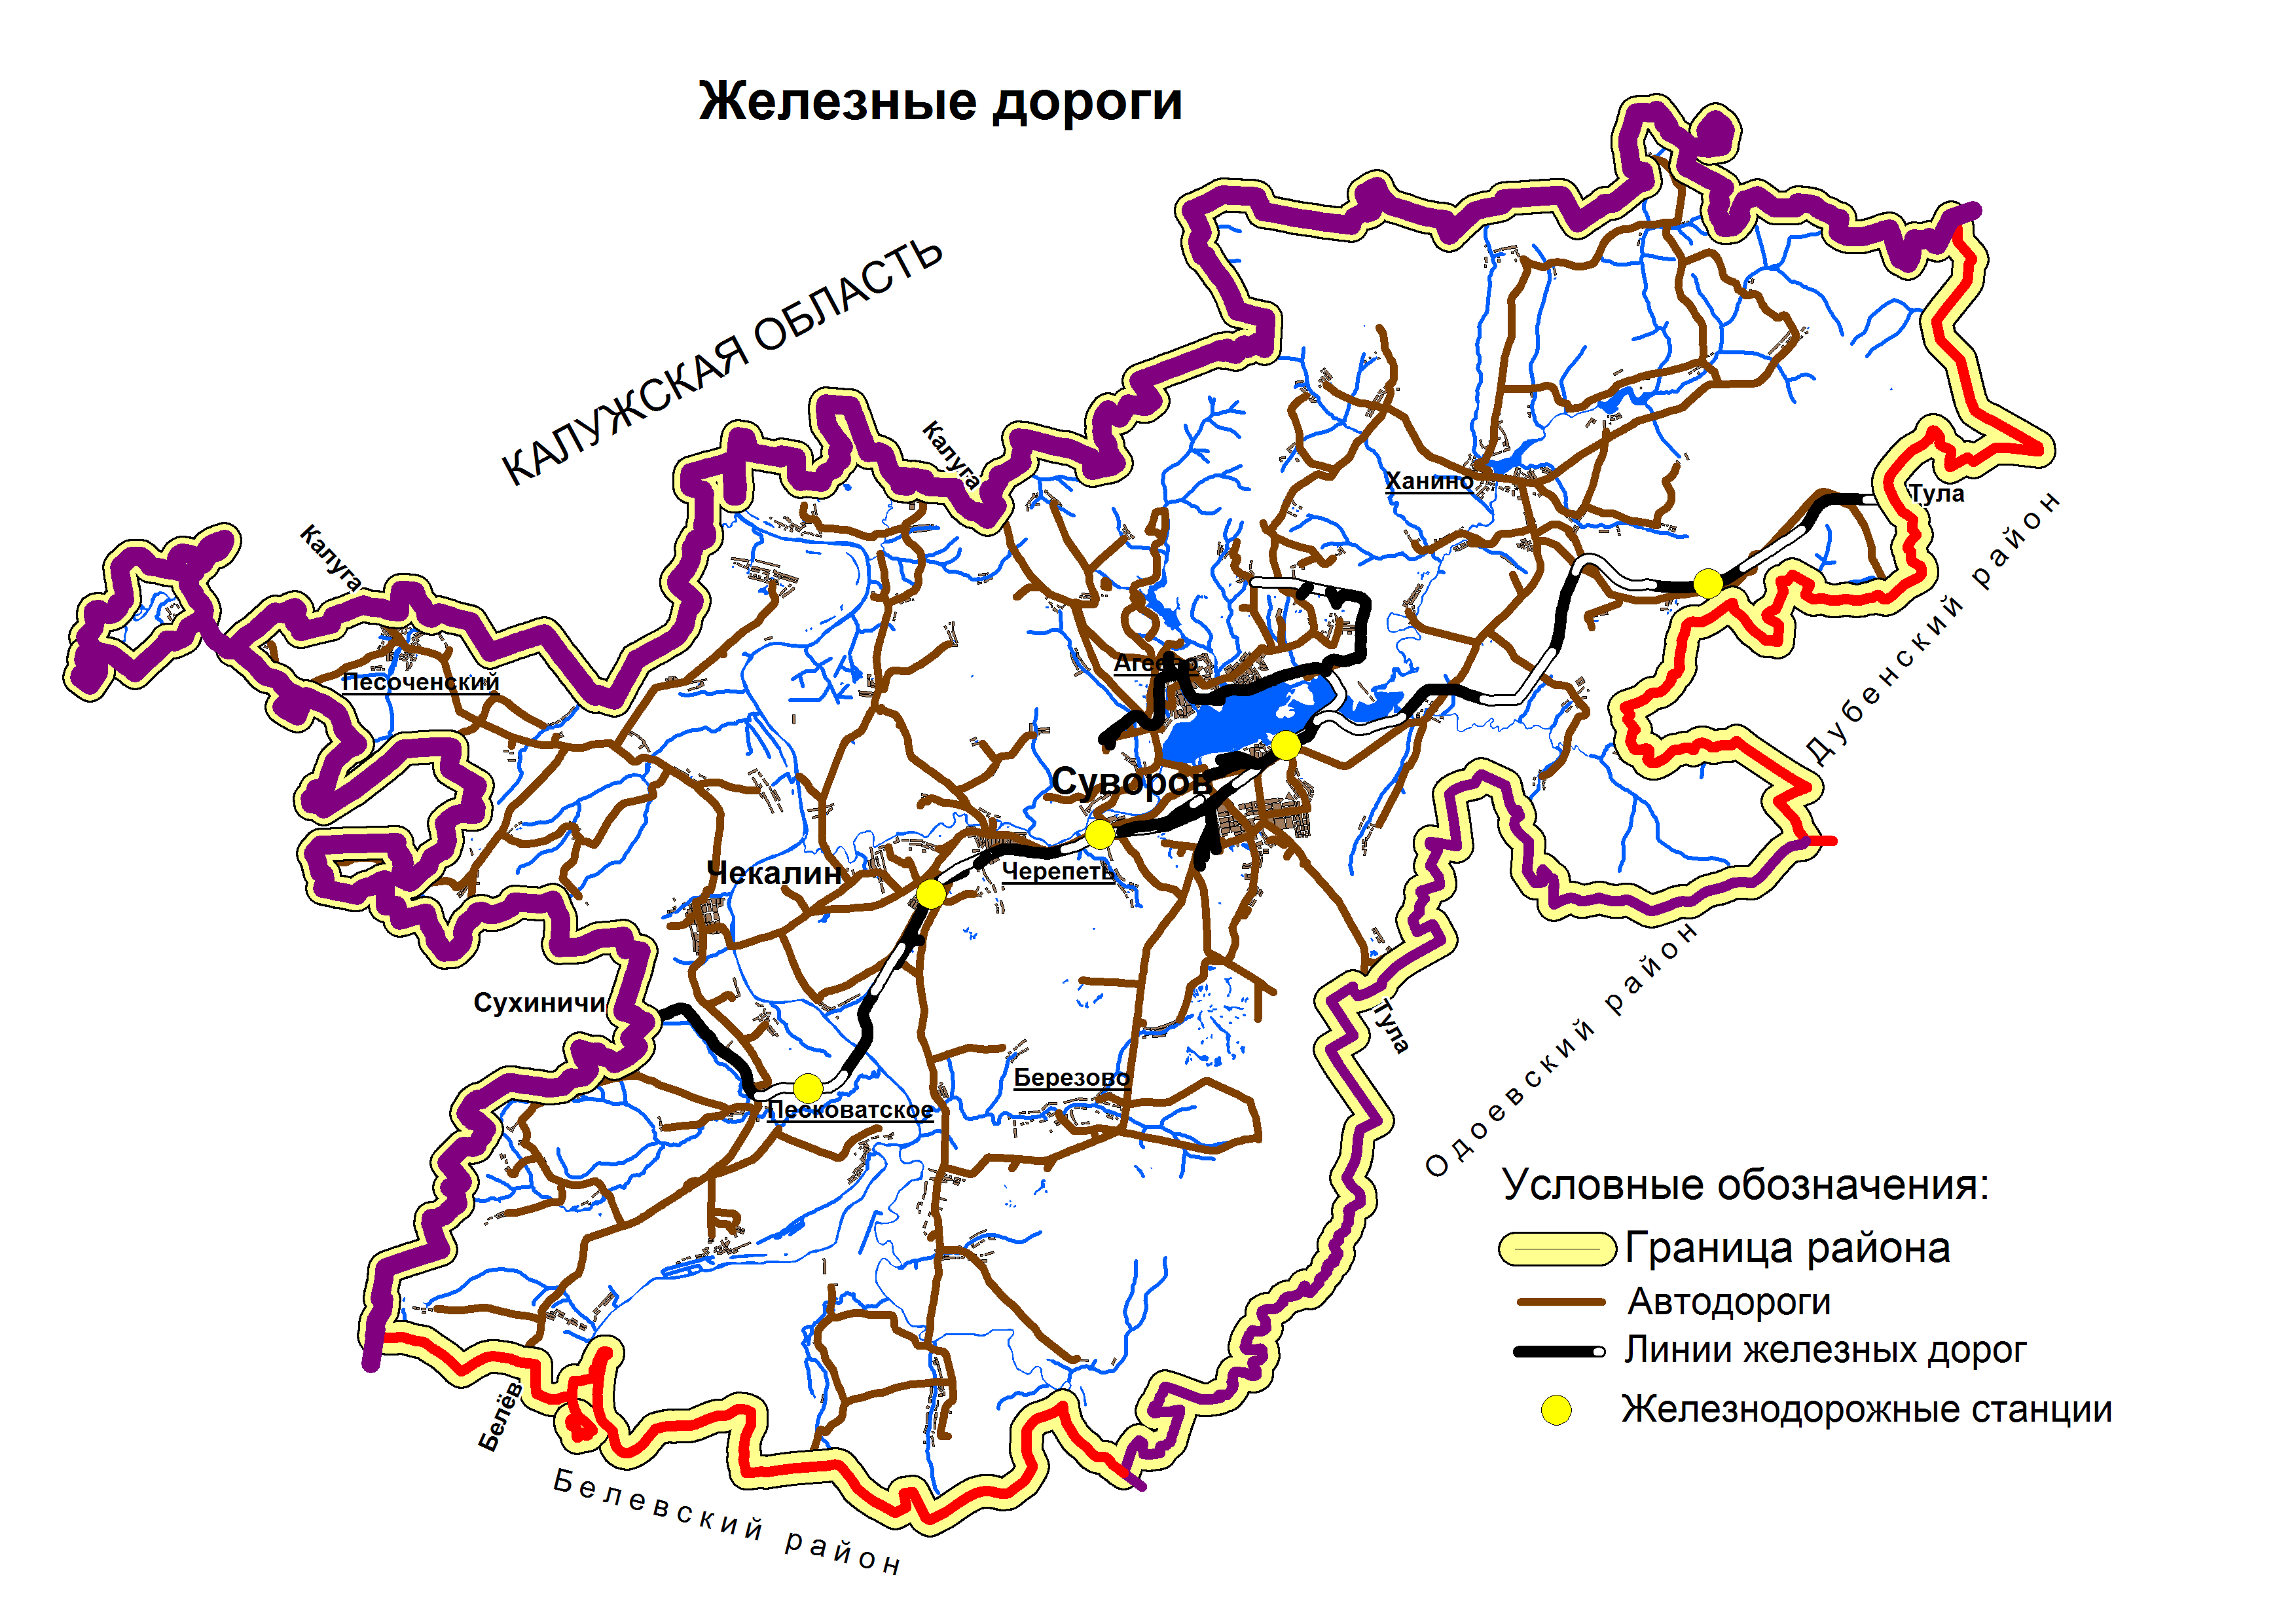 Железные дороги
КАЛУЖСКАЯ ОБЛАСТЬ
Калуга
Калуга
Ханино
Тула
Дубенский район
Песоченский
Агеево
Суворов
Чекалин
Черепеть
Сухиничи
Тула
Одоевский район
Березово
Песковатское
Белёв
Белевский район
Условные обозначения:
Граница района
Автодороги
Линии железных дорог
Железнодорожные станции